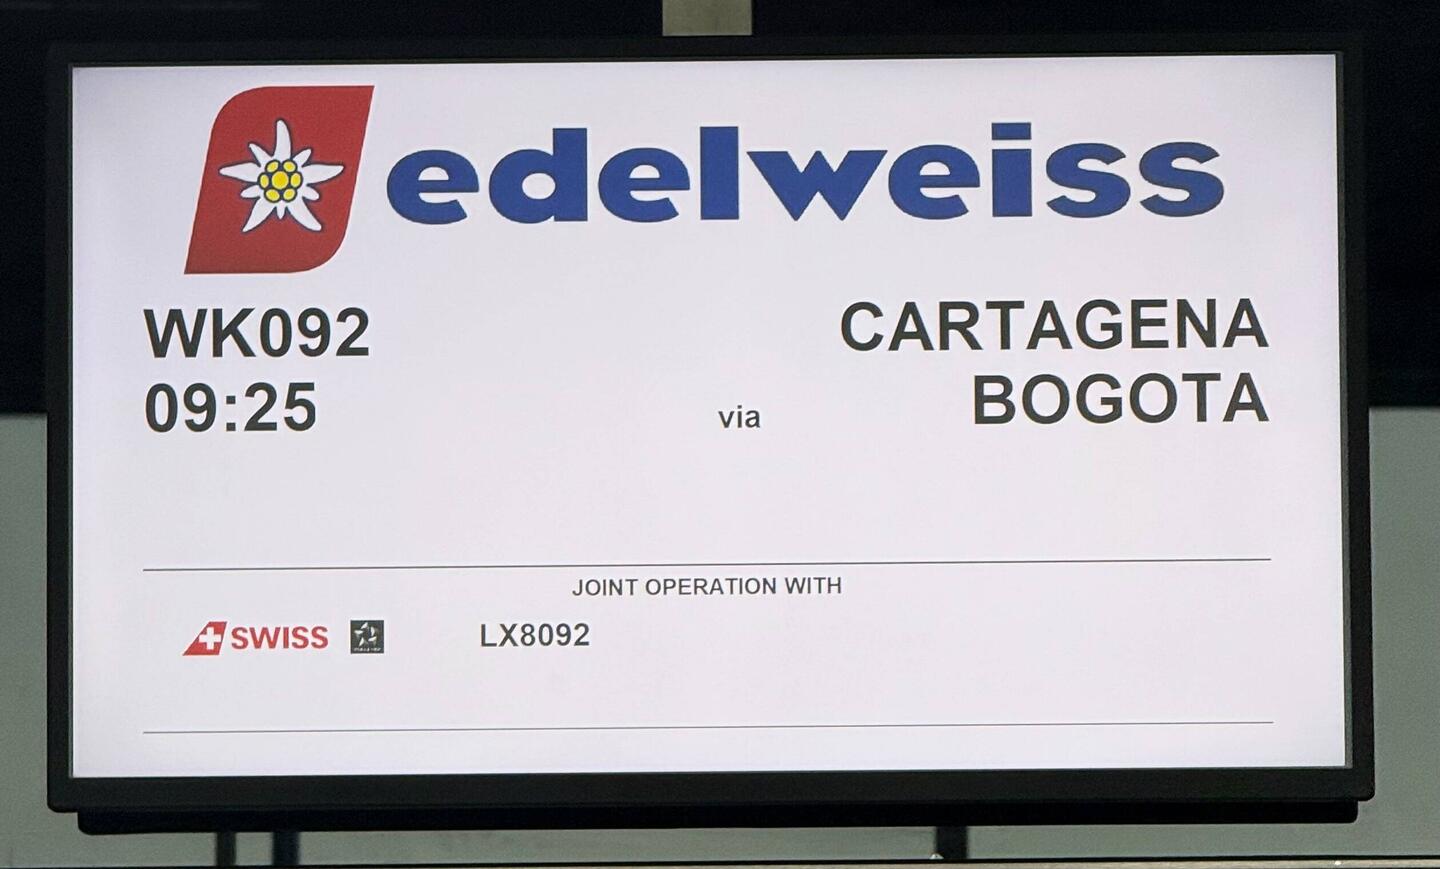 edelweiss
WK092
CARTAGENA
09:25
via
BOGOTA
JOINT OPERATION WITH
SWISS
LX8092